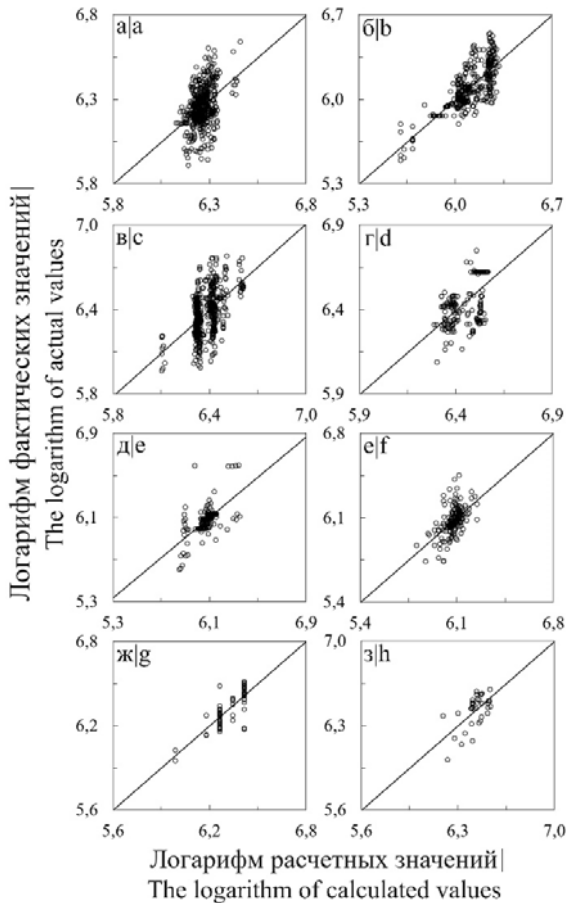 6,8
а|a
6,3
5,8
5,8 6,3 6,8
6,7
б|b
6,0
5,3
5,3 6,0 6,7
7,0
в|c
6,4
5,8
5,8 6,4 7,0
6,9
г|d
6,4
5,9
5,9 6,4 6,9
6,9
д|e
6,1
5,3
5,3 6,1 6,9
6,8
е|f
6,1
5,4
5,4 6,1 6,8
6,8
ж|g
6,2
5,6
5,6 6,2 6,8
7,0
з|h
6,3
5,6
5,6 6,3 7,0
Логарифм фактических значений|
The logarithm of actual values
Логарифм расчетных значений|
The logarithm of calculated values